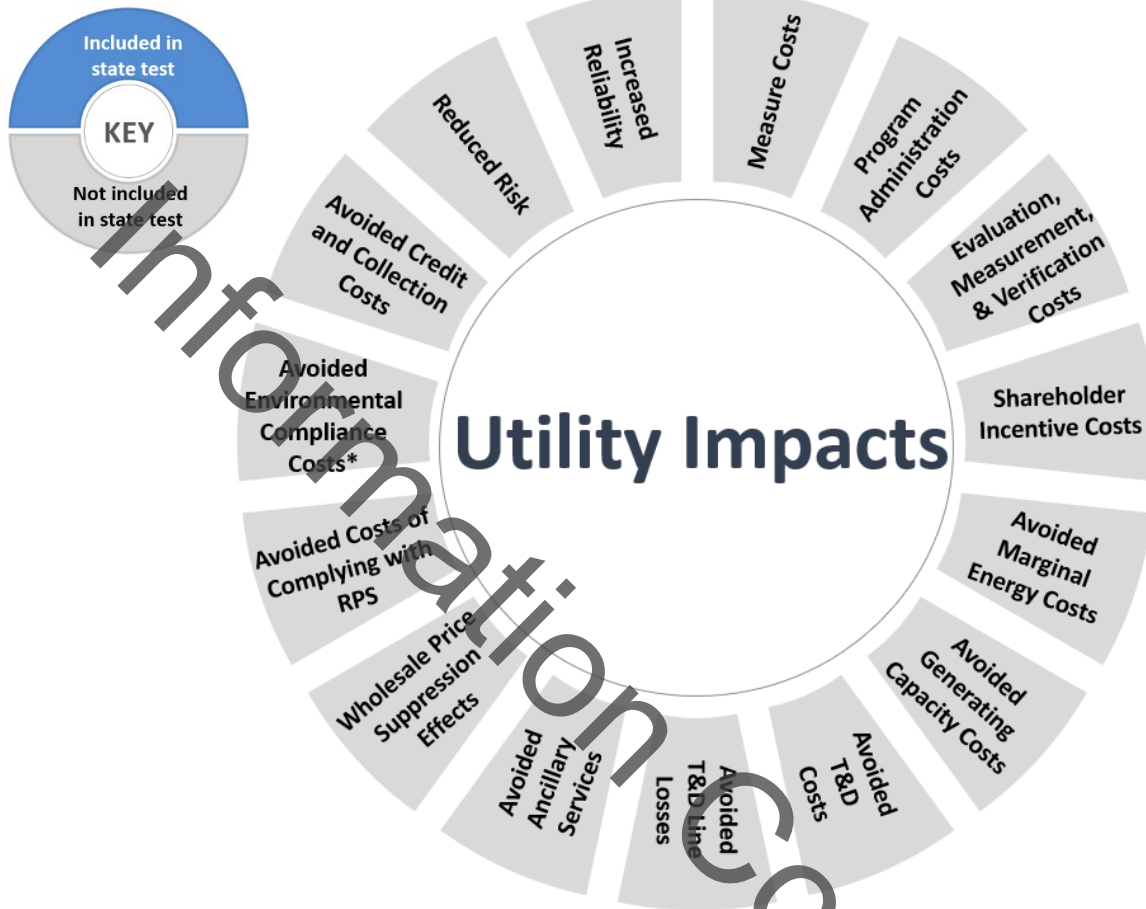 Included in
state test
KEY
Not included
in state test
Increased
Reliability
Measure Costs
Program
Administration
Costs
Evaluation,
Measurement,
& Verification
Costs
Shareholder
Incentive Costs
Avoided
Marginal
Energy Costs
Avoided
Generating
Capacity Costs
Avoided
T&D
Costs
Avoided
T&D Line
Losses
Avoided
Ancillary
Services
Wholesale Price
Suppression
Effects
Avoided Costs of
Complying with
RPS
Avoided
Environmental
Compliance
Costs*
Avoided Credit
and Collection
Costs
Reduced Risk
Utility Impacts
Information Co